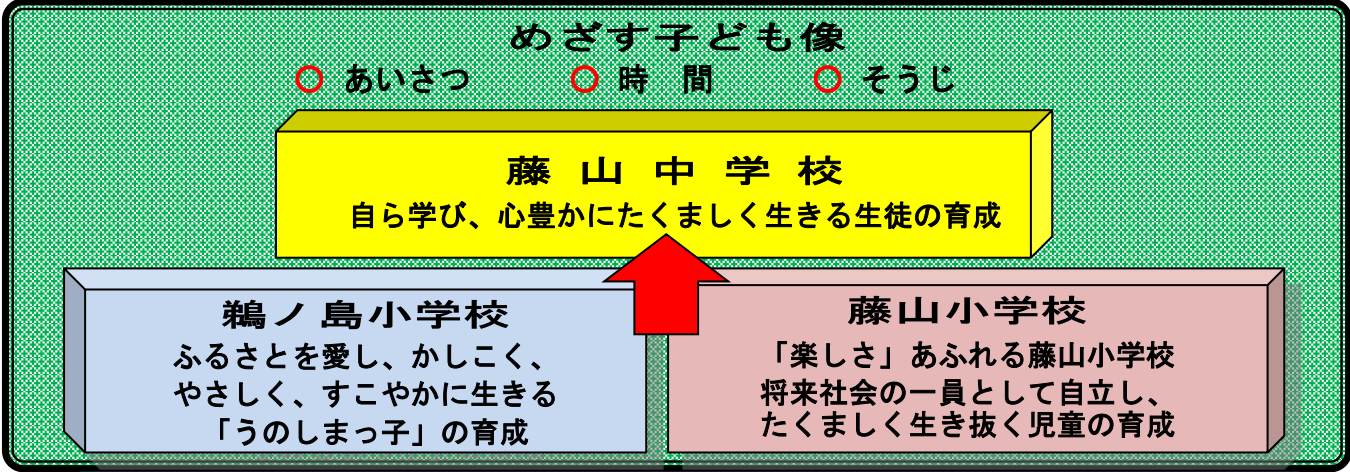 めざす子ども像
○ あいさつ ○ 時 間 ○ そうじ
藤 山 中 学 校
自ら学び、心豊かにたくましく生きる生徒の育成
鵜ノ島小学校
ふるさとを愛し、かしこく、
やさしく、すこやかに生きる
「うのしまっ子」の育成
藤山小学校
「楽しさ」あふれる藤山小学校
将来社会の一員として自立し、
たくましく生き抜く児童の育成